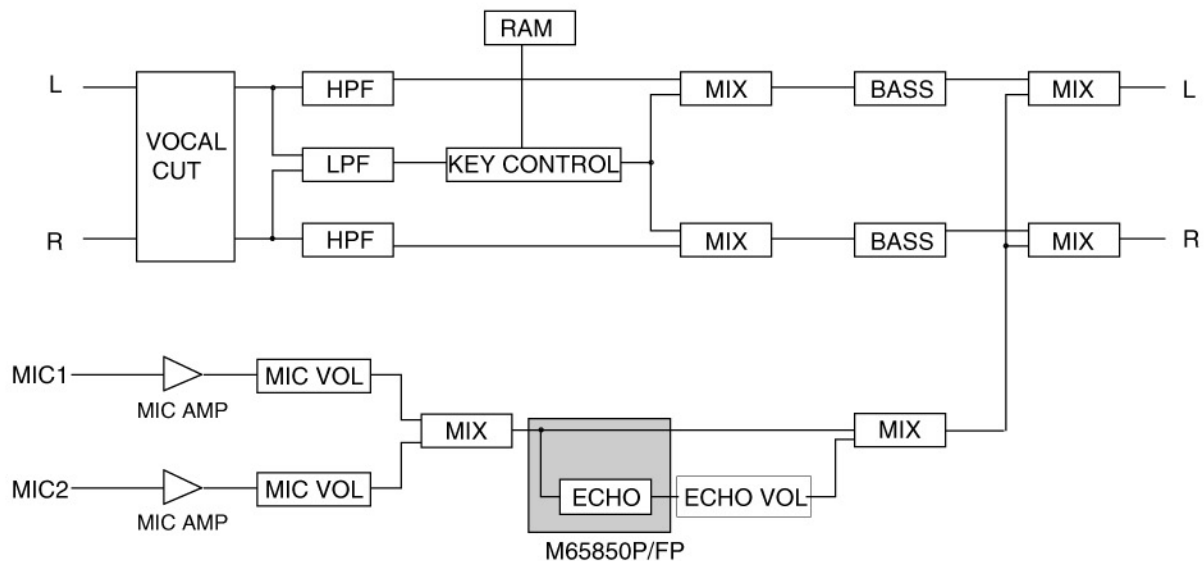 RAM
L
HPF
MIX
BASS
MIX
L
VOCAL
CUT
LPF
KEY CONTROL
R
HPF
MIX
BASS
MIX
R
MIC1
MIC AMP
MIC VOL
MIX
MIX
MIC2
MIC AMP
MIC VOL
ECHO
ECHO VOL
M65850P/FP